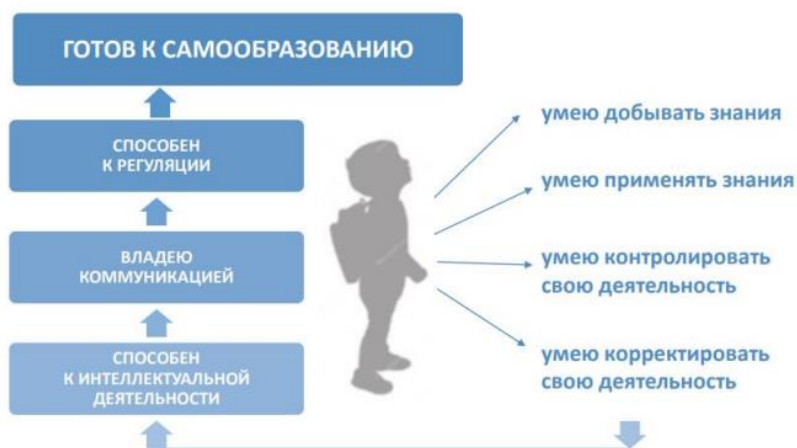 ГОТОВ К САМООБРАЗОВАНИЮ
СПОСОБЕН
К РЕГУЛЯЦИИ
ВЛАДЕЮ
КОММУНИКАЦИЕЙ
СПОСОБЕН
К ИНТЕЛЛЕКТУАЛЬНОЙ
ДЕЯТЕЛЬНОСТИ
умею добывать знания
умею применять знания
умею контролировать
свою деятельность
умею корректировать
свою деятельность